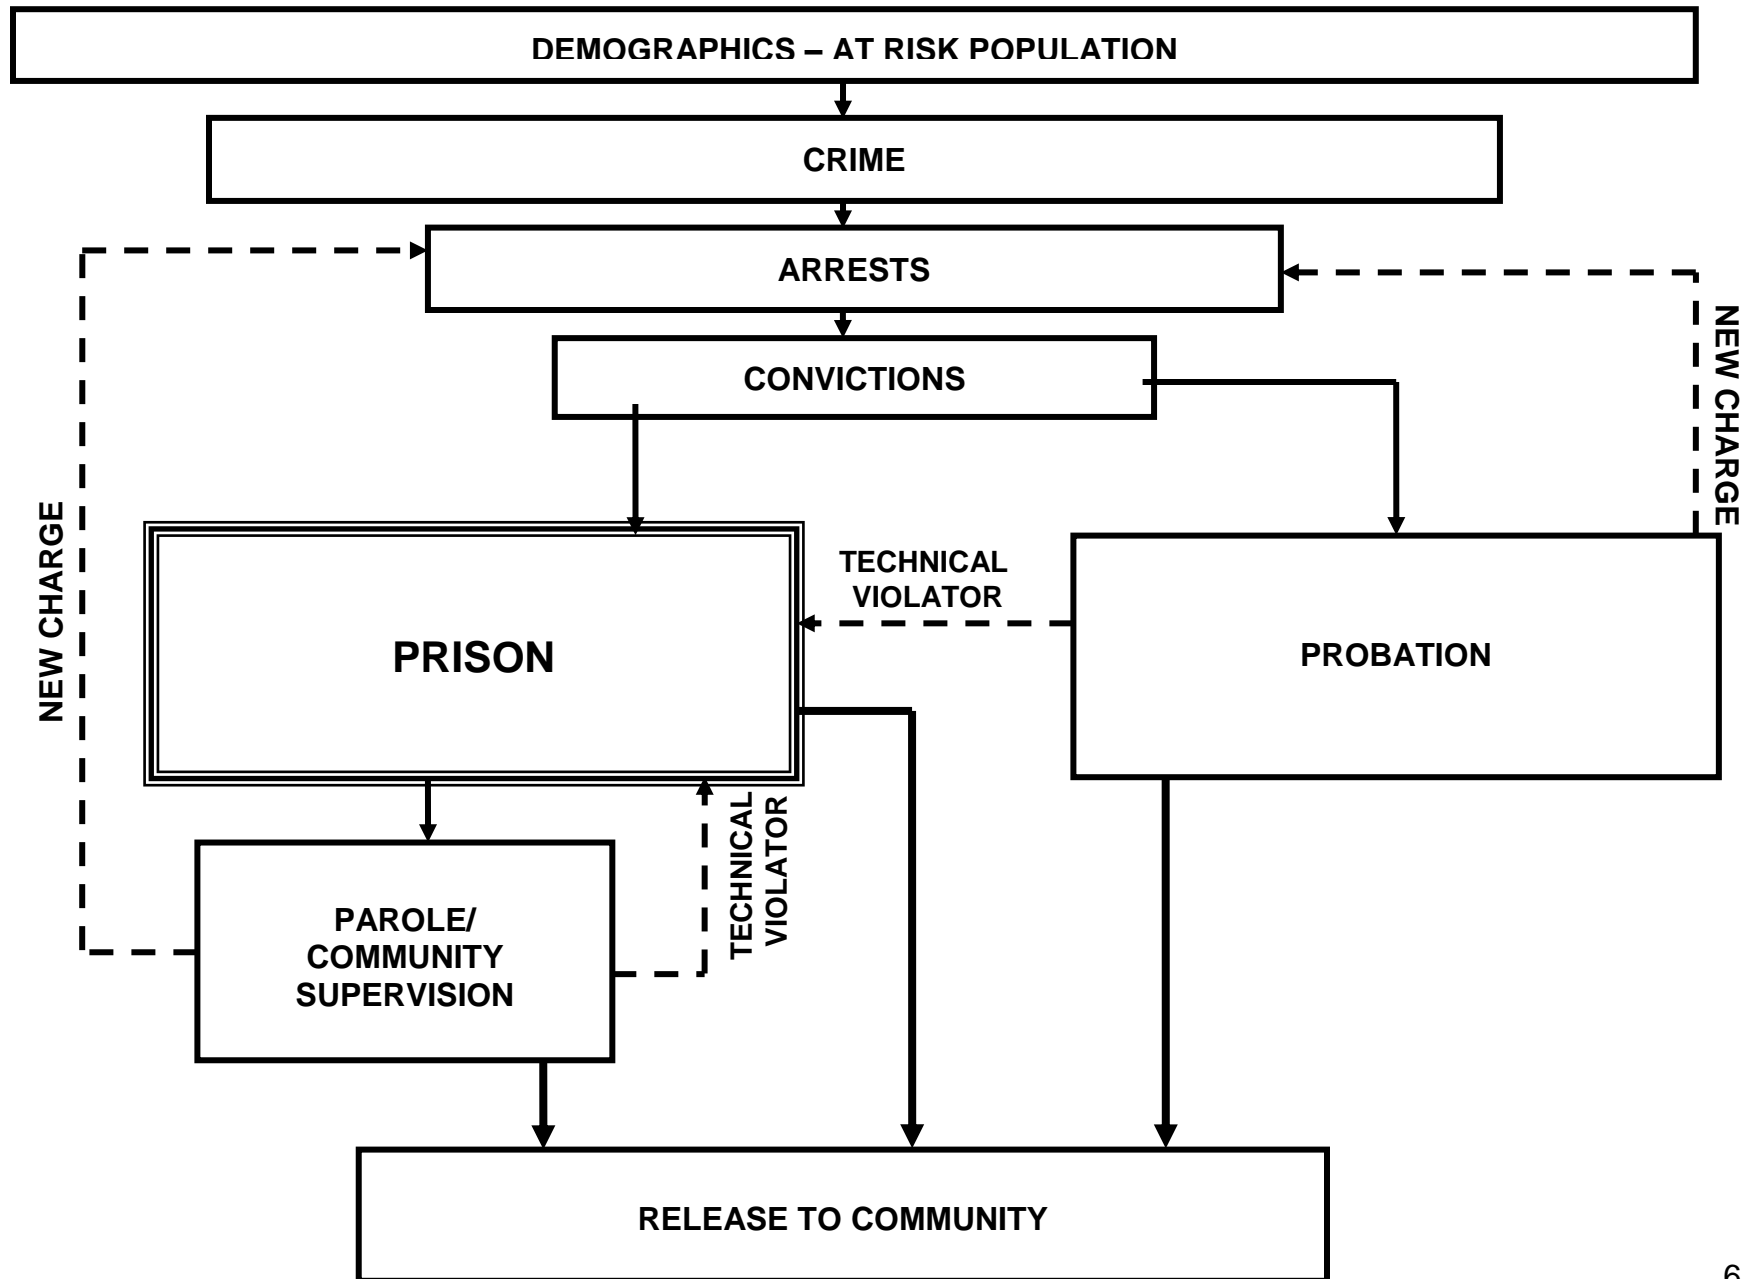 DEMOGRAPHICS – AT RISK POPULATION
CRIME
ARRESTS
CONVICTIONS
NEW CHARGE
NEW CHARGE
TECHNICAL
VIOLATOR
PRISON
PROBATION
TECHNICAL
VIOLATOR
PAROLE/
COMMUNITY
SUPERVISION
RELEASE TO COMMUNITY
6